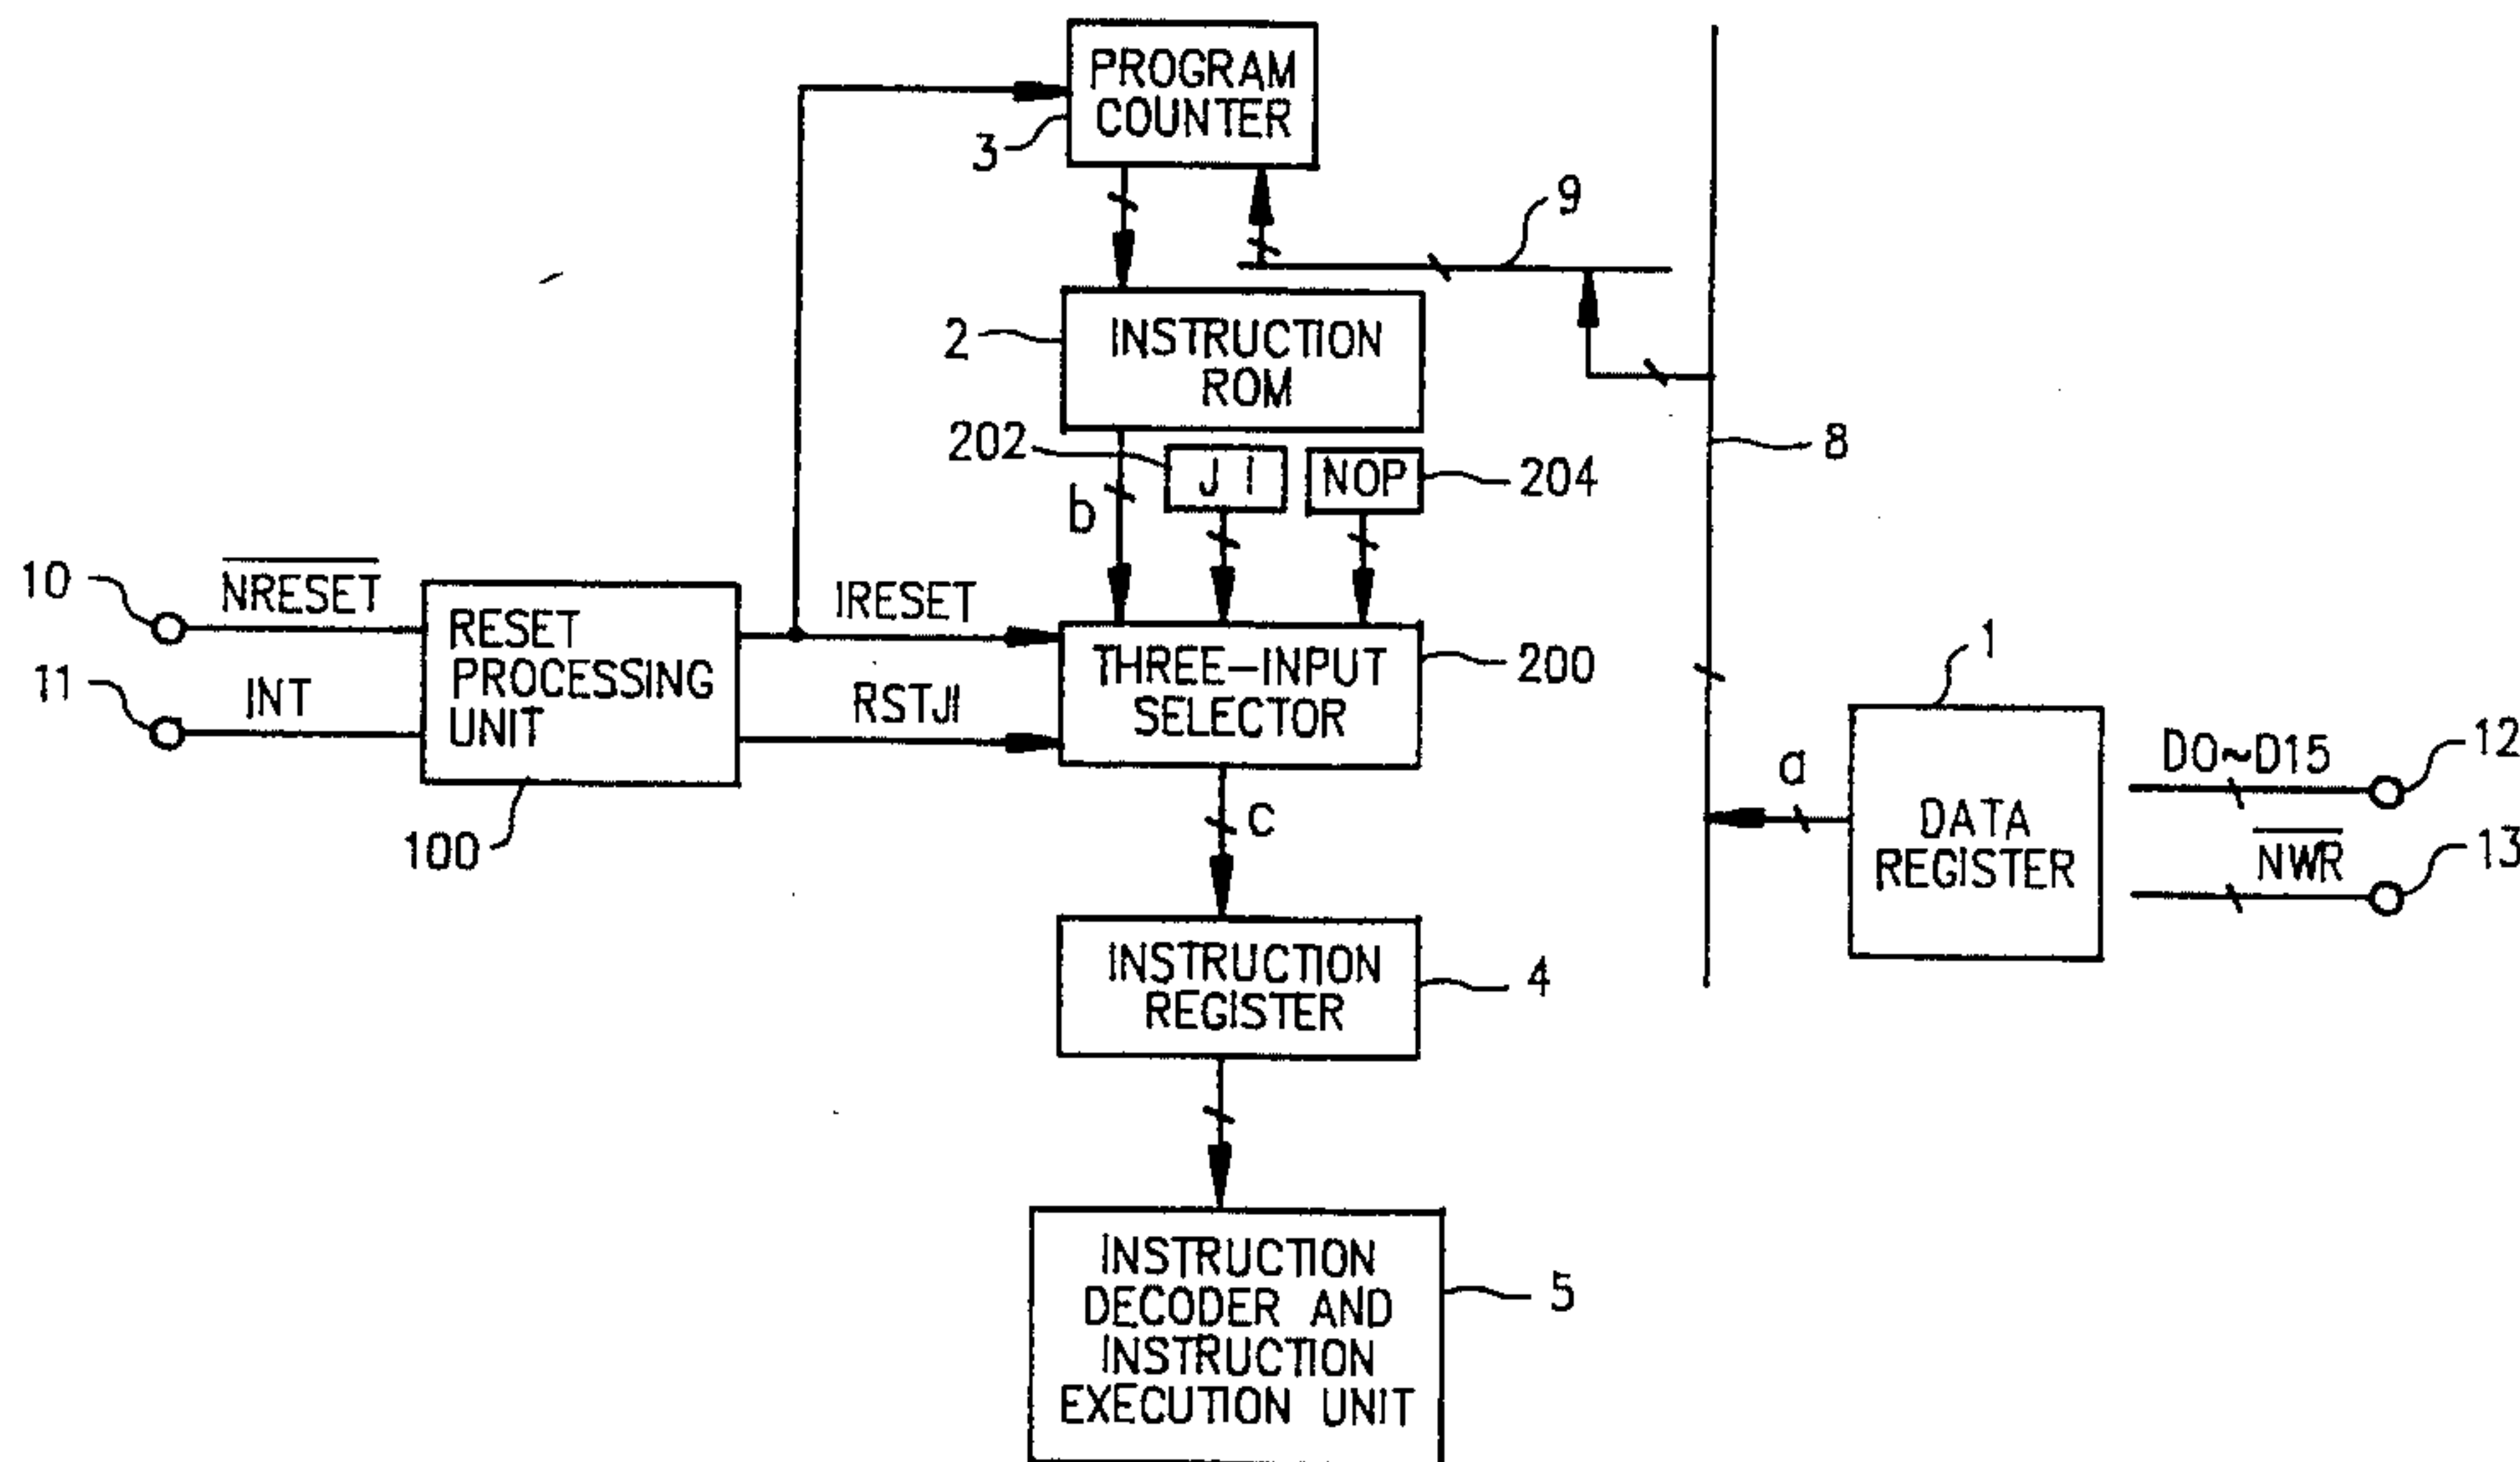 PROGRAM
COUNTER
3
9
2
INSTRUCTION
ROM
202
J I
NOP
204
8
b
10
NRESET
11
INT
RESET
PROCESSING
UNIT
100
IRESET
RSTJI
THREE-INPUT
SELECTOR
200
1
a
DATA
REGISTER
D0~D15
12
NWR
13
c
INSTRUCTION
REGISTER
4
INSTRUCTION
DECODER AND
INSTRUCTION
EXECUTION UNIT
5